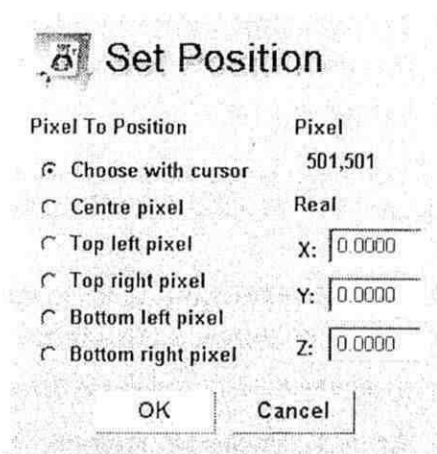 Set Position
Pixel To Position
Choose with cursor
Centre pixel
Top left pixel
Top right pixel
Bottom left pixel
Bottom right pixel
Pixel
501,501
Real
X: 0.0000
Y: 0.0000
Z: 0.0000
OK
Cancel